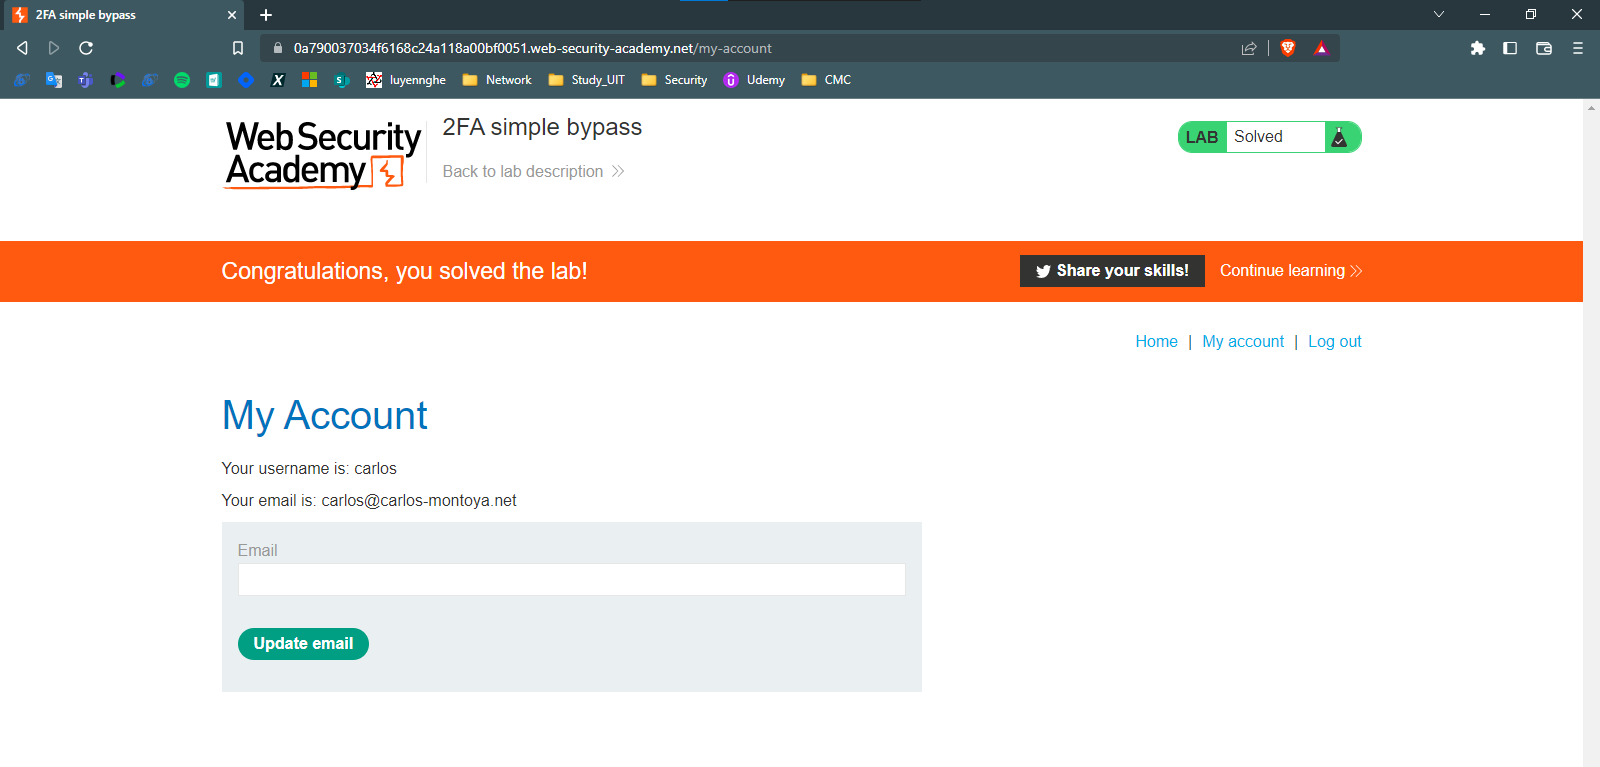 2FA simple bypass
0a790037034f6168c24a118a00bf0051.web-security-academy.net/my-account
luyennghe Network Study_UIT Security Udemy CMC
Web Security
Academy
2FA simple bypass
Back to lab description
LAB Solved
Congratulations, you solved the lab!
Share your skills!
Continue learning
Home | My account | Log out
My Account
Your username is: carlos
Your email is: carlos@carlos-montoya.net
Email
Update email